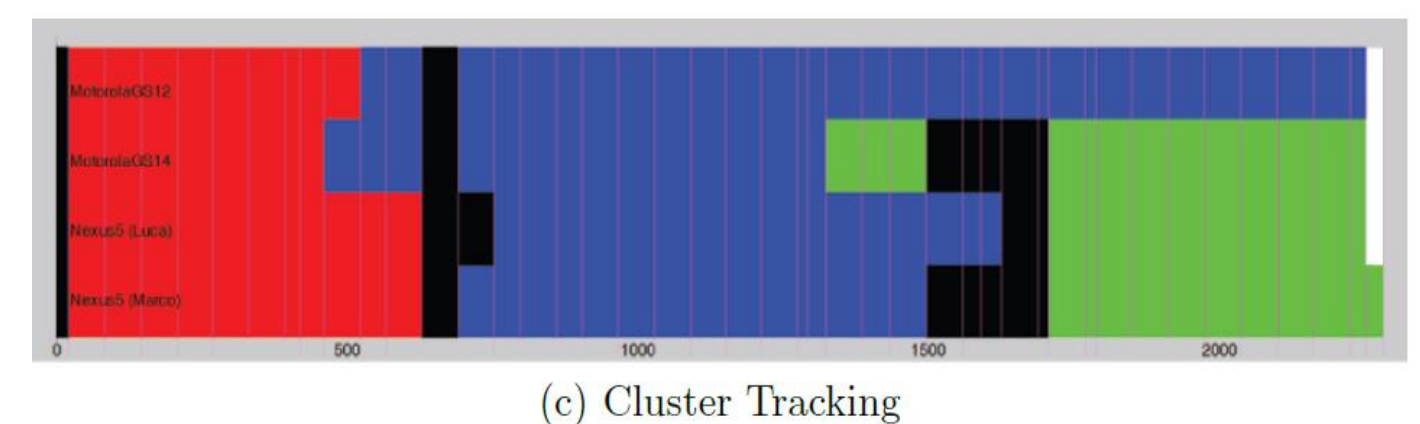 MotorolaGS12
MotorolaGS14
Nexus5 (Luca)
Nexus5 (Marco)
0 500 1000 1500 2000
(c) Cluster Tracking